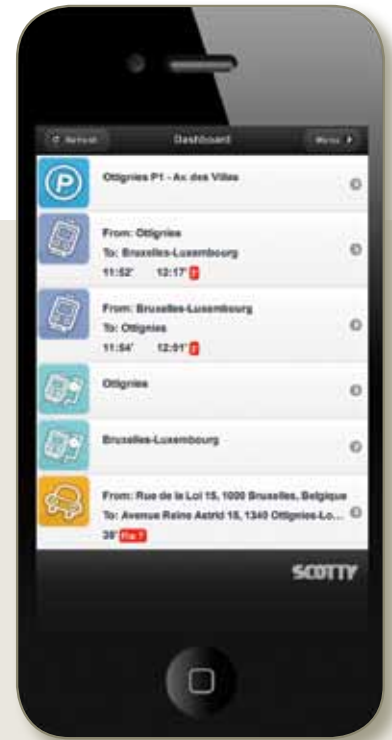 Refresh Dashboard Menu
P
Ottignies P1 - Av. des Villas
From: Ottignies
To: Bruxelles-Luxembourg
11:52' 12:17'
From: Bruxelles-Luxembourg
To: Ottignies
11:54' 12:01'
Ottignies
Bruxelles-Luxembourg
From: Rue de la Loi 15, 1000 Bruxelles, Belgique
To: Avenue Reine Astrid 15, 1340 Ottignies-Lo...
39'
SCOTTY